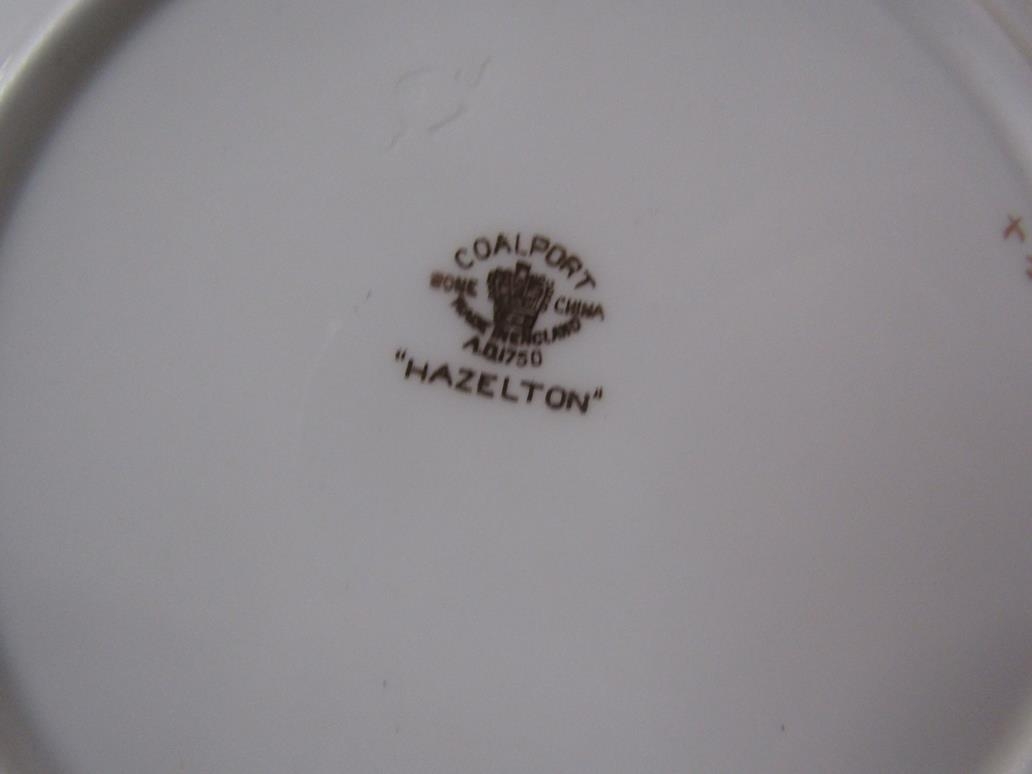 COALPORT
BONE CHINA
MADE IN ENGLAND
A.D.1750
"HAZELTON"